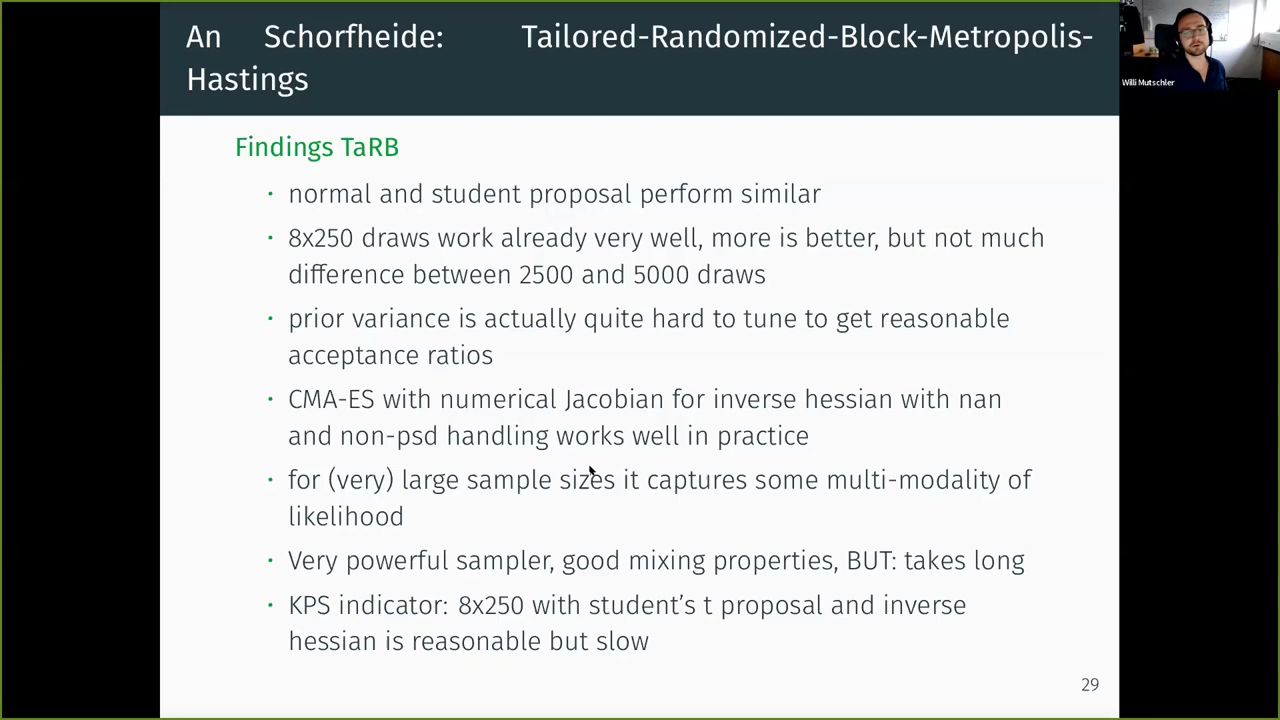 An Schorfheide: Tailored-Randomized-Block-Metropolis-
Hastings
Willi Mutschler
Findings TaRB
· normal and student proposal perform similar
· 8x250 draws work already very well, more is better, but not much
difference between 2500 and 5000 draws
· prior variance is actually quite hard to tune to get reasonable
acceptance ratios
· CMA-ES with numerical Jacobian for inverse hessian with nan
and non-psd handling works well in practice
· for (very) large sample sizes it captures some multi-modality of
likelihood
· Very powerful sampler, good mixing properties, BUT: takes long
· KPS indicator: 8x250 with student’s t proposal and inverse
hessian is reasonable but slow
29